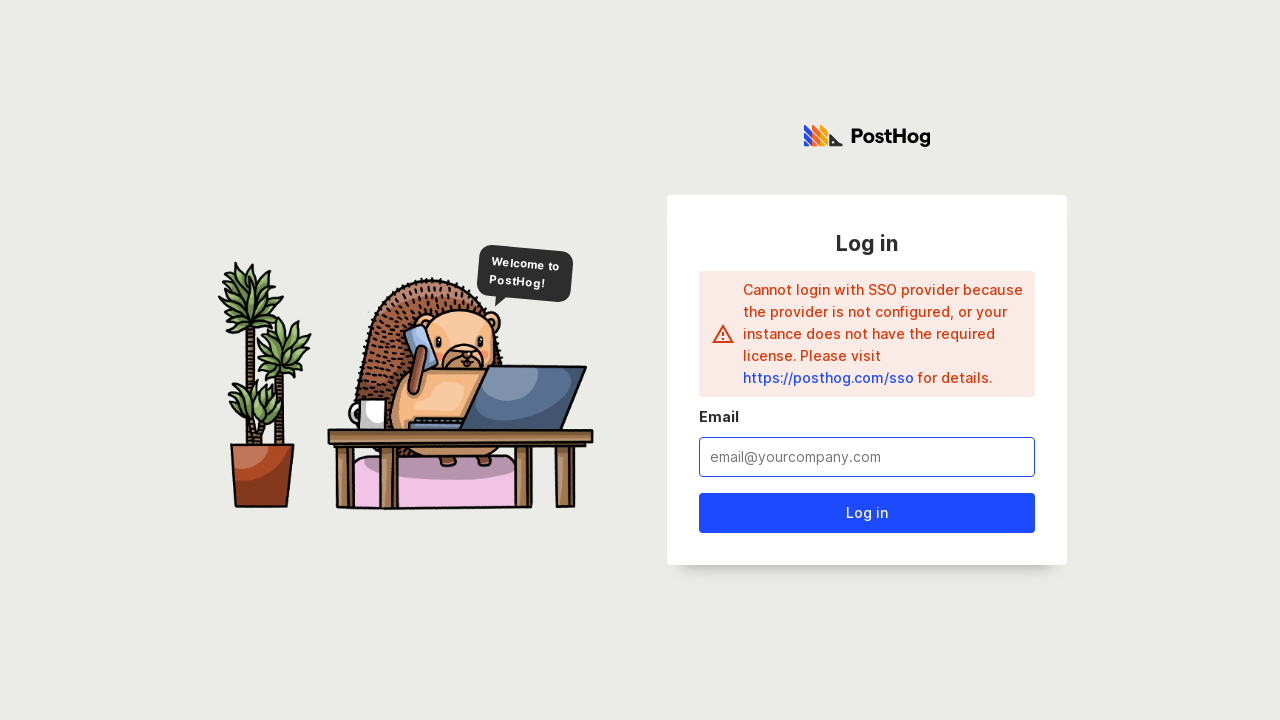 PostHog
Welcome to
PostHog!
Log in
Cannot login with SSO provider because
the provider is not configured, or your
instance does not have the required
license. Please visit
https://posthog.com/sso for details.
Email
email@yourcompany.com
Log in